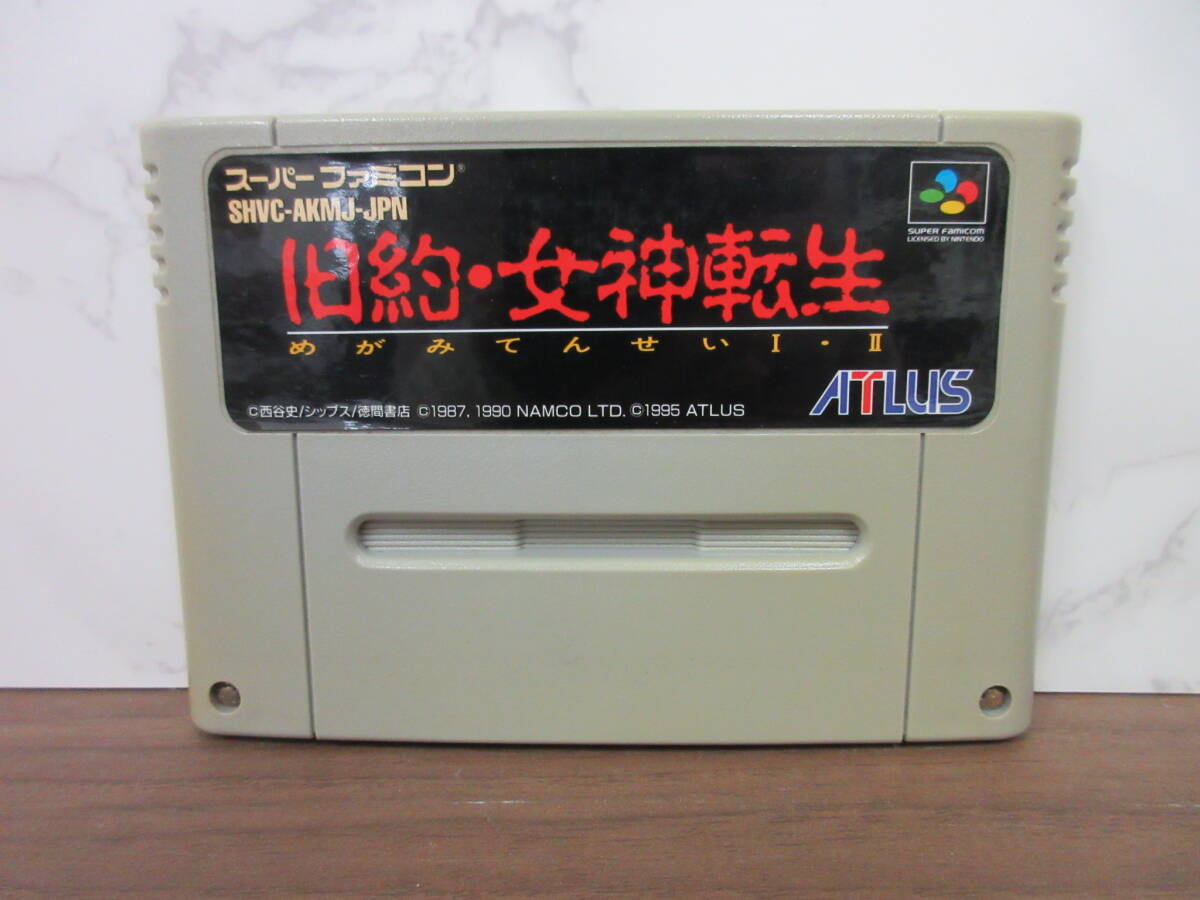 スーパーファミコン®
SHVC-AKMJ-JPN
SUPER FAMICOM
LICENSED BY NINTENDO
旧約・女神転生
めがみてんせいⅠ・Ⅱ
ATLUS
©西谷史/シップス/徳間書店 ©1987, 1990 NAMCO LTD. ©1995 ATLUS